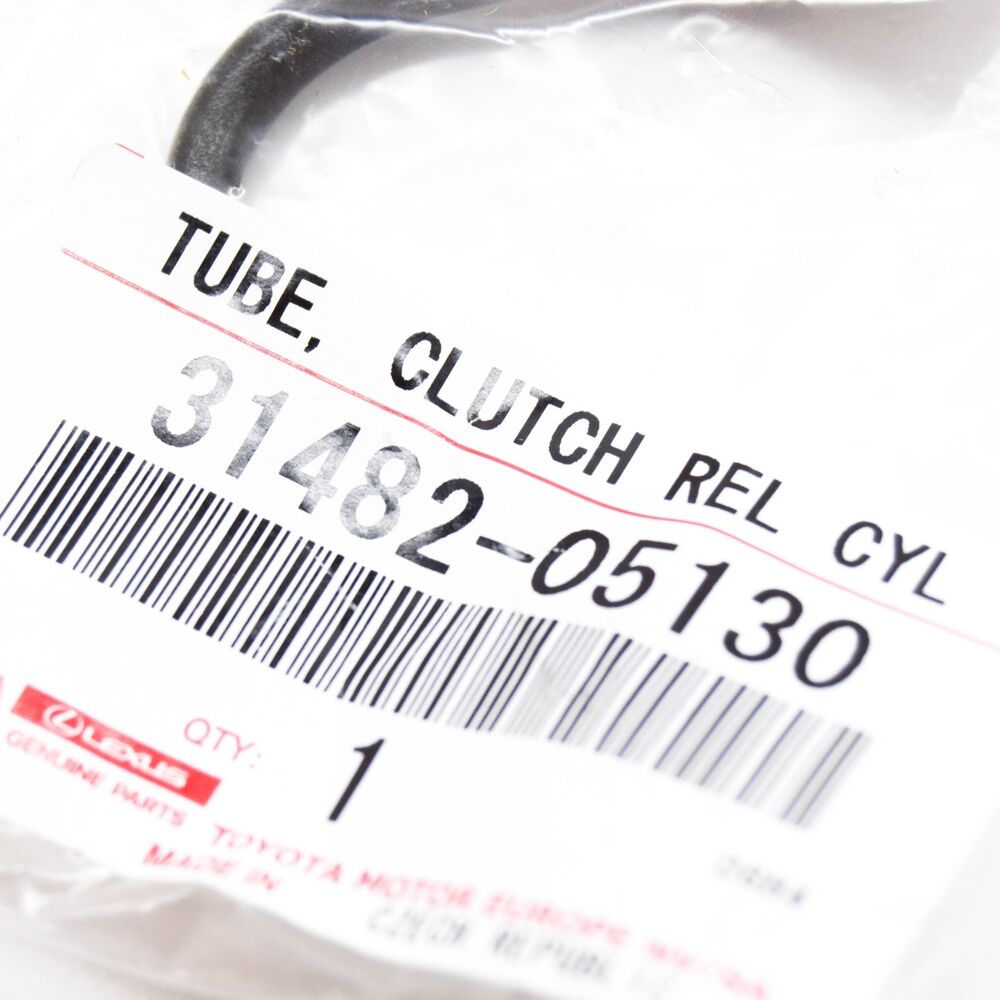 TUBE, CLUTCH REL CYL
31482-05130
LEXUS
GENUINE PARTS
QTY: 1
TOYOTA MOTOR EUROPE
MADE IN
CZECH REPUBLIC